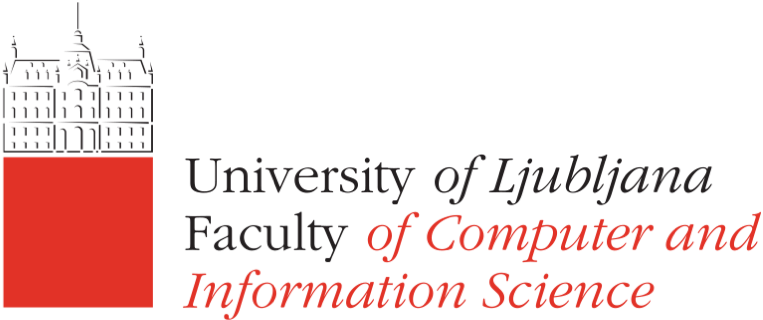 University of Ljubljana
Faculty of Computer and
Information Science